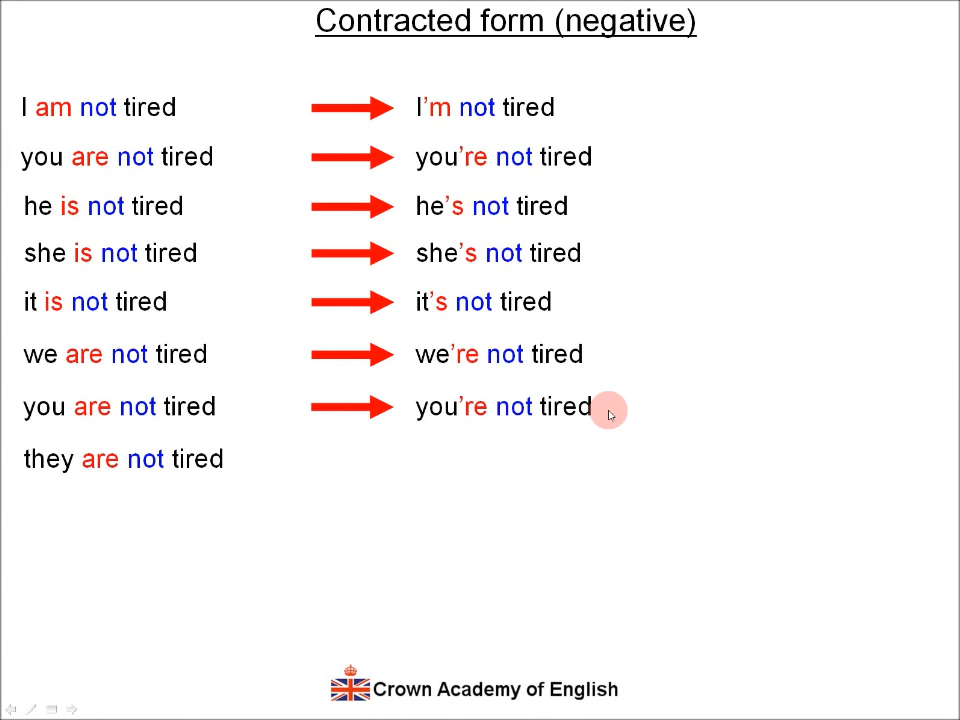 Contracted form (negative)
I am not tired I’m not tired
you are not tired you’re not tired
he is not tired he’s not tired
she is not tired she’s not tired
it is not tired it’s not tired
we are not tired we’re not tired
you are not tired you’re not tired
they are not tired
Crown Academy of English